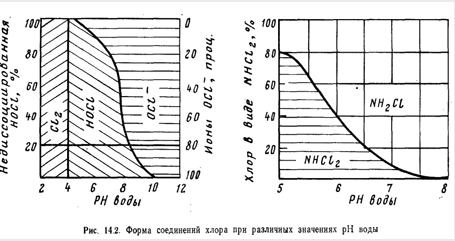 Недиссоциированная
HOCl, %
100
80
60
40
20
Cl2
HOCl
OCl⁻
0
20
40
60
80
100
Ионы OCl⁻, проц.
2 4 6 8 10 12
PH воды
Хлор в виде NHCl2, %
100
80
60
40
20
NH2Cl
NHCl2
5 6 7 8
PH воды
Рис. 14.2. Форма соединений хлора при различных значениях pH воды